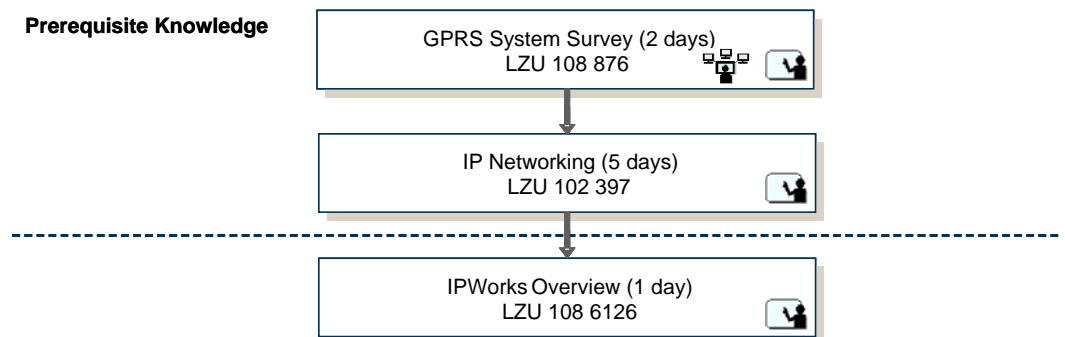 Prerequisite Knowledge
GPRS System Survey (2 days)
LZU 108 876
IP Networking (5 days)
LZU 102 397
IPWorks Overview (1 day)
LZU 108 6126